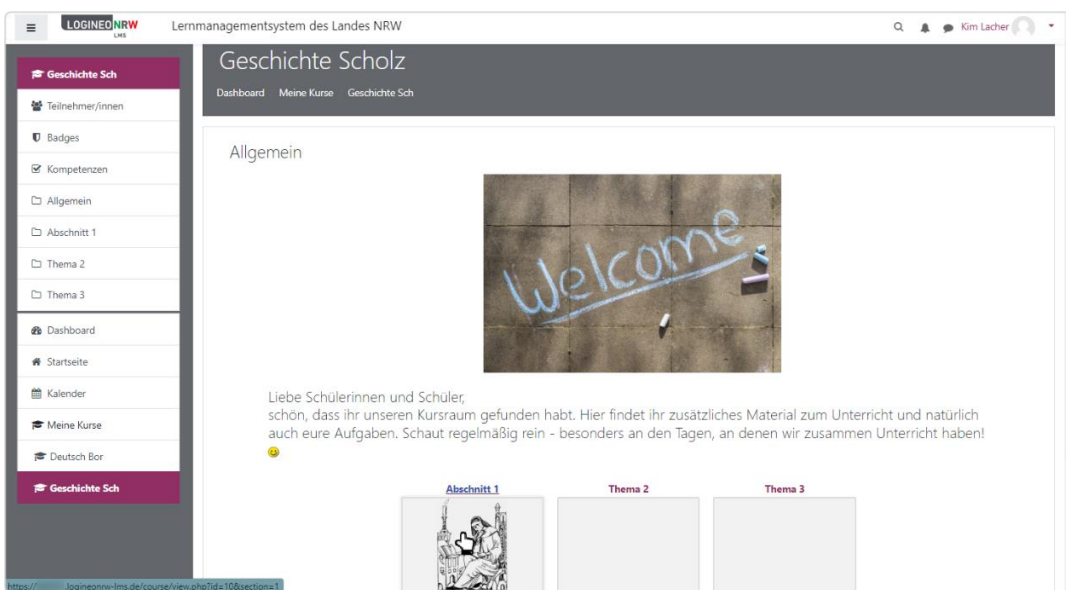 LOGINEO NRW
LMS
Lernmanagementsystem des Landes NRW
Kim Lacher
Geschichte Sch
Teilnehmer/innen
Badges
Kompetenzen
Allgemein
Abschnitt 1
Thema 2
Thema 3
Dashboard
Startseite
Kalender
Meine Kurse
Deutsch Bor
Geschichte Sch
Geschichte Scholz
Dashboard Meine Kurse Geschichte Sch
Allgemein
Welcome
Liebe Schülerinnen und Schüler,
schön, dass ihr unseren Kursraum gefunden habt. Hier findet ihr zusätzliches Material zum Unterricht und natürlich
auch eure Aufgaben. Schaut regelmäßig rein - besonders an den Tagen, an denen wir zusammen Unterricht haben!
Abschnitt 1 Thema 2 Thema 3
https:// .logineonrw-lms.de/course/view.php?id=10&section=1